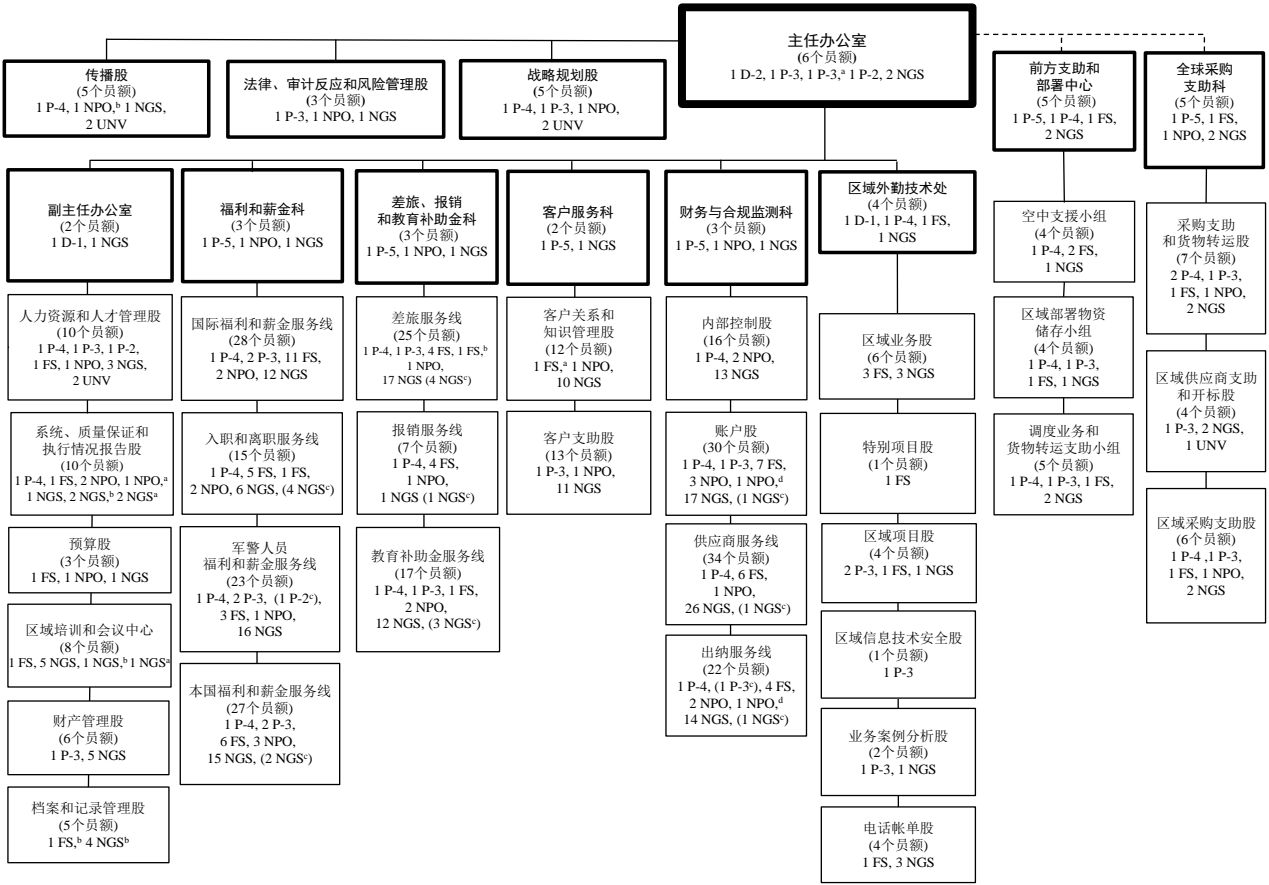 主任办公室
(6个员额)
1 D-2, 1 P-3, 1 P-3,ᵃ 1 P-2, 2 NGS
传播股
(5个员额)
1 P-4, 1 NPO,ᵇ 1 NGS,
2 UNV
法律、审计反应和风险管理股
(3个员额)
1 P-3, 1 NPO, 1 NGS
战略规划股
(5个员额)
1 P-4, 1 P-3, 1 NPO,
2 UNV
前方支助和
部署中心
(5个员额)
1 P-5, 1 P-4, 1 FS,
2 NGS
全球采购
支助科
(5个员额)
1 P-5, 1 FS,
1 NPO, 2 NGS
副主任办公室
(2个员额)
1 D-1, 1 NGS
福利和薪金科
(3个员额)
1 P-5, 1 NPO, 1 NGS
差旅、报销
和教育补助金科
(3个员额)
1 P-5, 1 NPO, 1 NGS
客户服务科
(2个员额)
1 P-5, 1 NGS
财务与合规监测科
(3个员额)
1 P-5, 1 NPO, 1 NGS
区域外勤技术处
(4个员额)
1 D-1, 1 P-4, 1 FS,
1 NGS
人力资源和人才管理股
(10个员额)
1 P-4, 1 P-3, 1 P-2,
1 FS, 1 NPO, 3 NGS,
2 UNV
系统、质量保证和
执行情况报告股
(10个员额)
1 P-4, 1 FS, 2 NPO, 1 NPO,ᵃ
1 NGS, 2 NGS,ᵇ 2 NGSᵃ
预算股
(3个员额)
1 FS, 1 NPO, 1 NGS
区域培训和会议中心
(8个员额)
1 FS, 5 NGS, 1 NGS,ᵇ 1 NGSᵃ
财产管理股
(6个员额)
1 P-3, 5 NGS
档案和记录管理股
(5个员额)
1 FS,ᵇ 4 NGSᵇ
国际福利和薪金服务线
(28个员额)
1 P-4, 2 P-3, 11 FS,
2 NPO, 12 NGS
入职和离职服务线
(15个员额)
1 P-4, 5 FS, 1 FS,
2 NPO, 6 NGS, (4 NGSᶜ)
军警人员
福利和薪金服务线
(23个员额)
1 P-4, 2 P-3, (1 P-2ᶜ),
3 FS, 1 NPO,
16 NGS
本国福利和薪金服务线
(27个员额)
1 P-4, 2 P-3,
6 FS, 3 NPO,
15 NGS, (2 NGSᶜ)
差旅服务线
(25个员额)
1 P-4, 1 P-3, 4 FS, 1 FS,ᵇ
1 NPO,
17 NGS (4 NGSᶜ)
报销服务线
(7个员额)
1 P-4, 4 FS,
1 NPO,
1 NGS (1 NGSᶜ)
教育补助金服务线
(17个员额)
1 P-4, 1 P-3, 1 FS,
2 NPO,
12 NGS, (3 NGSᶜ)
客户关系和
知识管理股
(12个员额)
1 FS,ᵃ 1 NPO,
10 NGS
客户支助股
(13个员额)
1 P-3, 1 NPO,
11 NGS
内部控制股
(16个员额)
1 P-4, 2 NPO,
13 NGS
账户股
(30个员额)
1 P-4, 1 P-3, 7 FS,
3 NPO, 1 NPO,ᵈ
17 NGS, (1 NGSᶜ)
供应商服务线
(34个员额)
1 P-4, 6 FS,
1 NPO,
26 NGS, (1 NGSᶜ)
出纳服务线
(22个员额)
1 P-4, (1 P-3ᶜ), 4 FS,
2 NPO, 1 NPO,ᵈ
14 NGS, (1 NGSᶜ)
区域业务股
(6个员额)
3 FS, 3 NGS
特别项目股
(1个员额)
1 FS
区域项目股
(4个员额)
2 P-3, 1 FS, 1 NGS
区域信息技术安全股
(1个员额)
1 P-3
业务案例分析股
(2个员额)
1 P-3, 1 NGS
电话帐单股
(4个员额)
1 FS, 3 NGS
空中支援小组
(4个员额)
1 P-4, 2 FS,
1 NGS
区域部署物资
储存小组
(4个员额)
1 P-4, 1 P-3,
1 FS, 1 NGS
调度业务和
货物转运支助小组
(5个员额)
1 P-4, 1 P-3, 1 FS,
2 NGS
采购支助
和货物转运股
(7个员额)
2 P-4, 1 P-3,
1 FS, 1 NPO,
2 NGS
区域供应商支助
和开标股
(4个员额)
1 P-3, 2 NGS,
1 UNV
区域采购支助股
(6个员额)
1 P-4 ,1 P-3,
1 FS, 1 NPO,
2 NGS